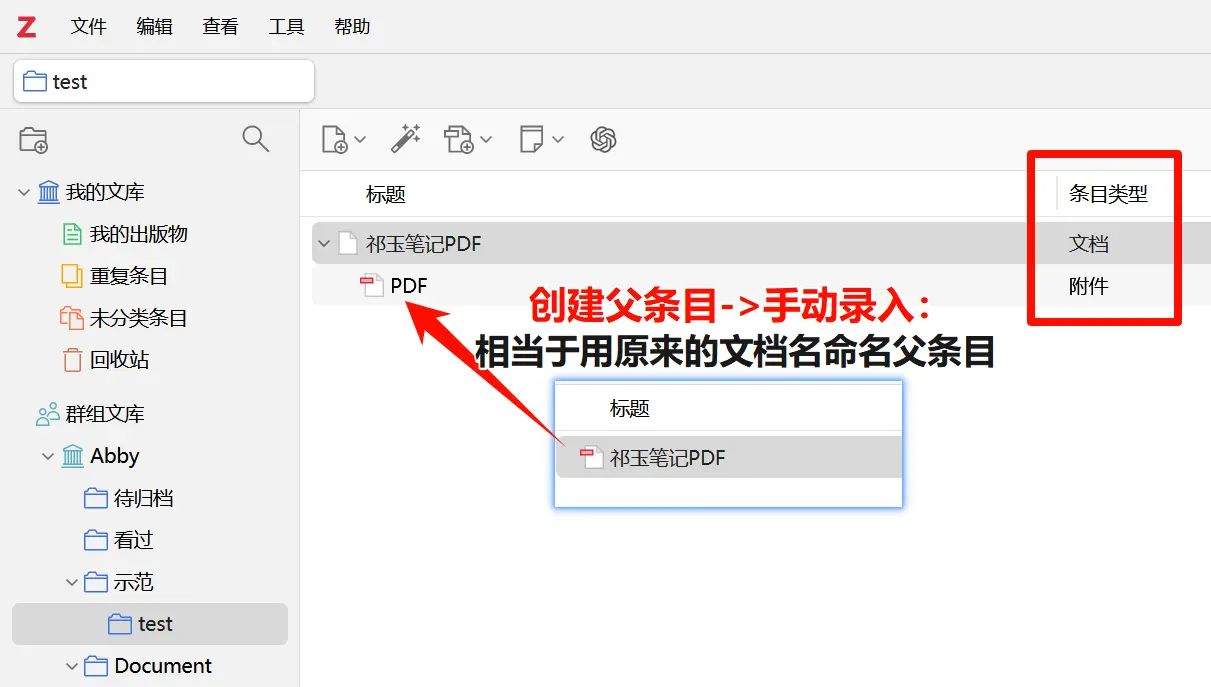 Z 文件 编辑 查看 工具 帮助
test
标题 条目类型
我的文库
我的出版物
重复条目
未分类条目
回收站
群组文库
Abby
待归档
看过
示范
test
Document
祁玉笔记PDF 文档
PDF 附件
创建父条目->手动录入：
相当于用原来的文档名命名父条目
标题
祁玉笔记PDF